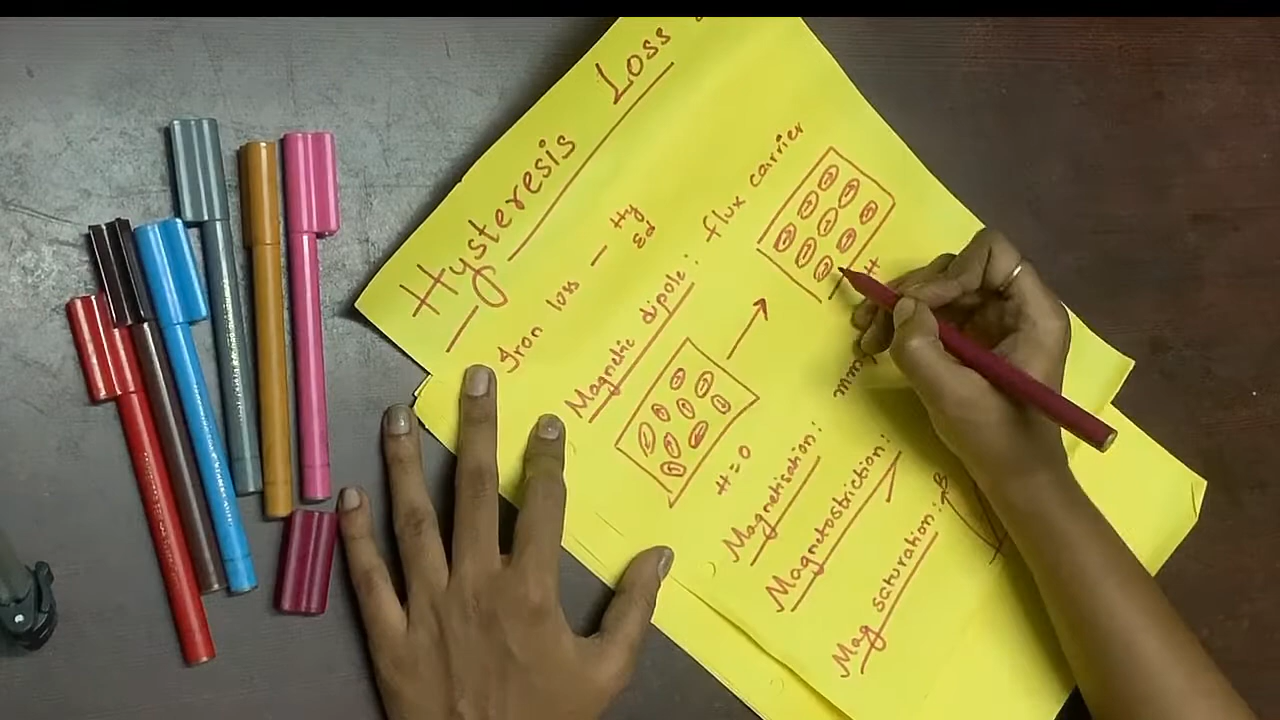 Hysteresis Loss
Iron loss - Hy
Ed
Magnetic dipole: flux carrier
H=0
H
Magnetisation:
Magnetostriction:
Mag saturation:
B